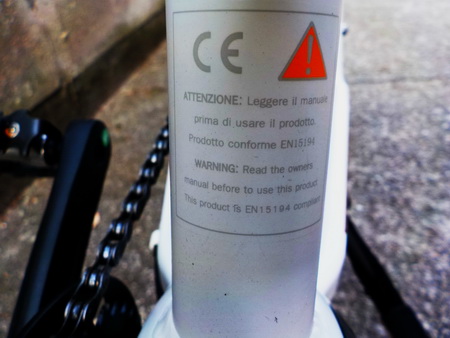 CE
ATTENZIONE: Leggere il manuale
prima di usare il prodotto.
Prodotto conforme EN15194
WARNING: Read the owners
manual before to use this product
This product is EN15194 compliant